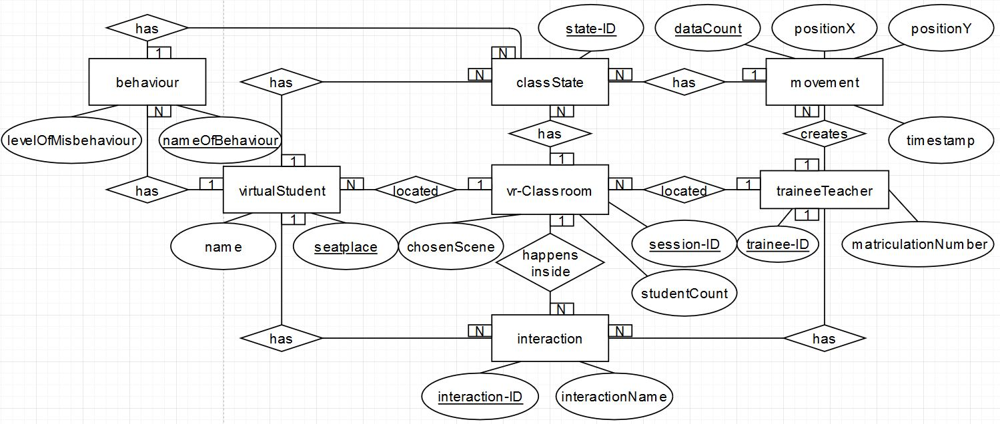 has
state-ID
dataCount
positionX
positionY
1
N
behaviour
has
N
classState
N
has
1
movement
N
N
N
levelOfMisbehaviour
nameOfBehaviour
has
creates
timestamp
1
1
1
has
1
virtualStudent
N
located
1
vr-Classroom
N
located
1
traineeTeacher
1
1
1
name
seatplace
chosenScene
happens
inside
session-ID
trainee-ID
matriculationNumber
studentCount
N
has
N
interaction
N
has
interaction-ID
interactionName